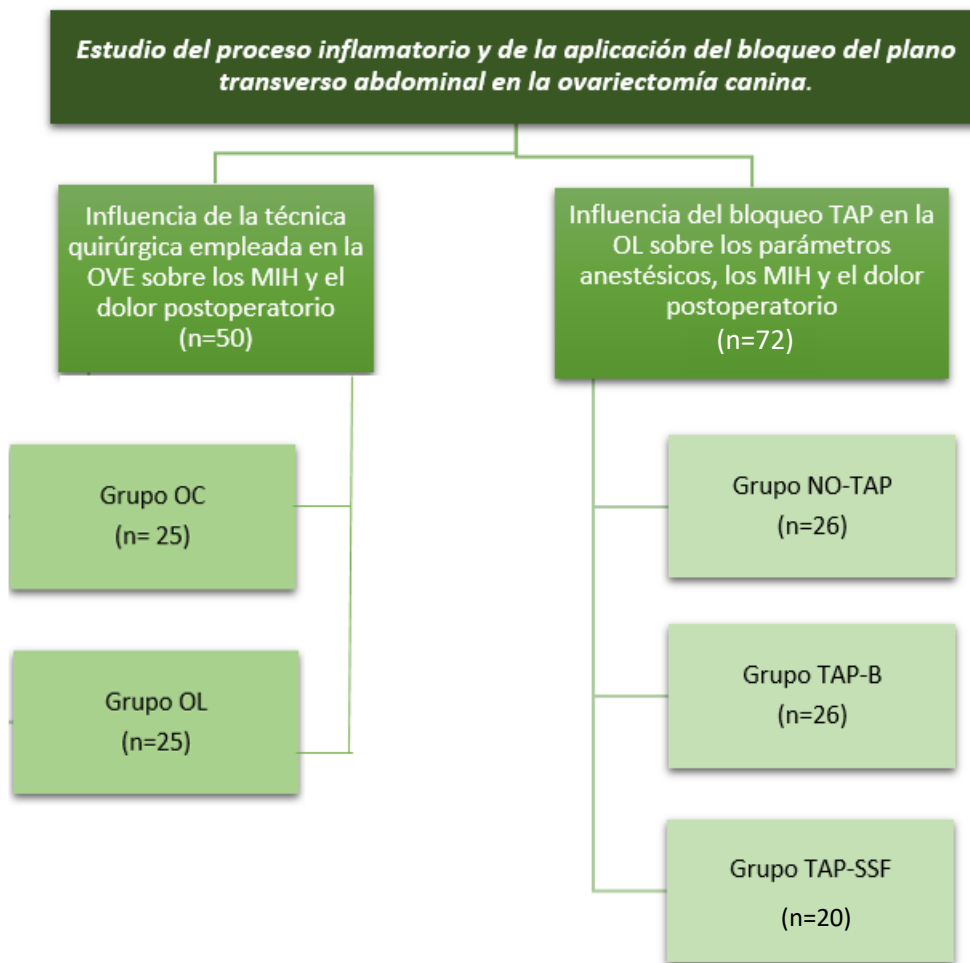 Estudio del proceso inflamatorio y de la aplicación del bloqueo del plano
transverso abdominal en la ovariectomía canina.
Influencia de la técnica
quirúrgica empleada en la
OVE sobre los MIH y el
dolor postoperatorio
(n=50)
Influencia del bloqueo TAP en la
OL sobre los parámetros
anestésicos, los MIH y el dolor
postoperatorio
(n=72)
Grupo OC
(n= 25)
Grupo OL
(n=25)
Grupo NO-TAP
(n=26)
Grupo TAP-B
(n=26)
Grupo TAP-SSF
(n=20)